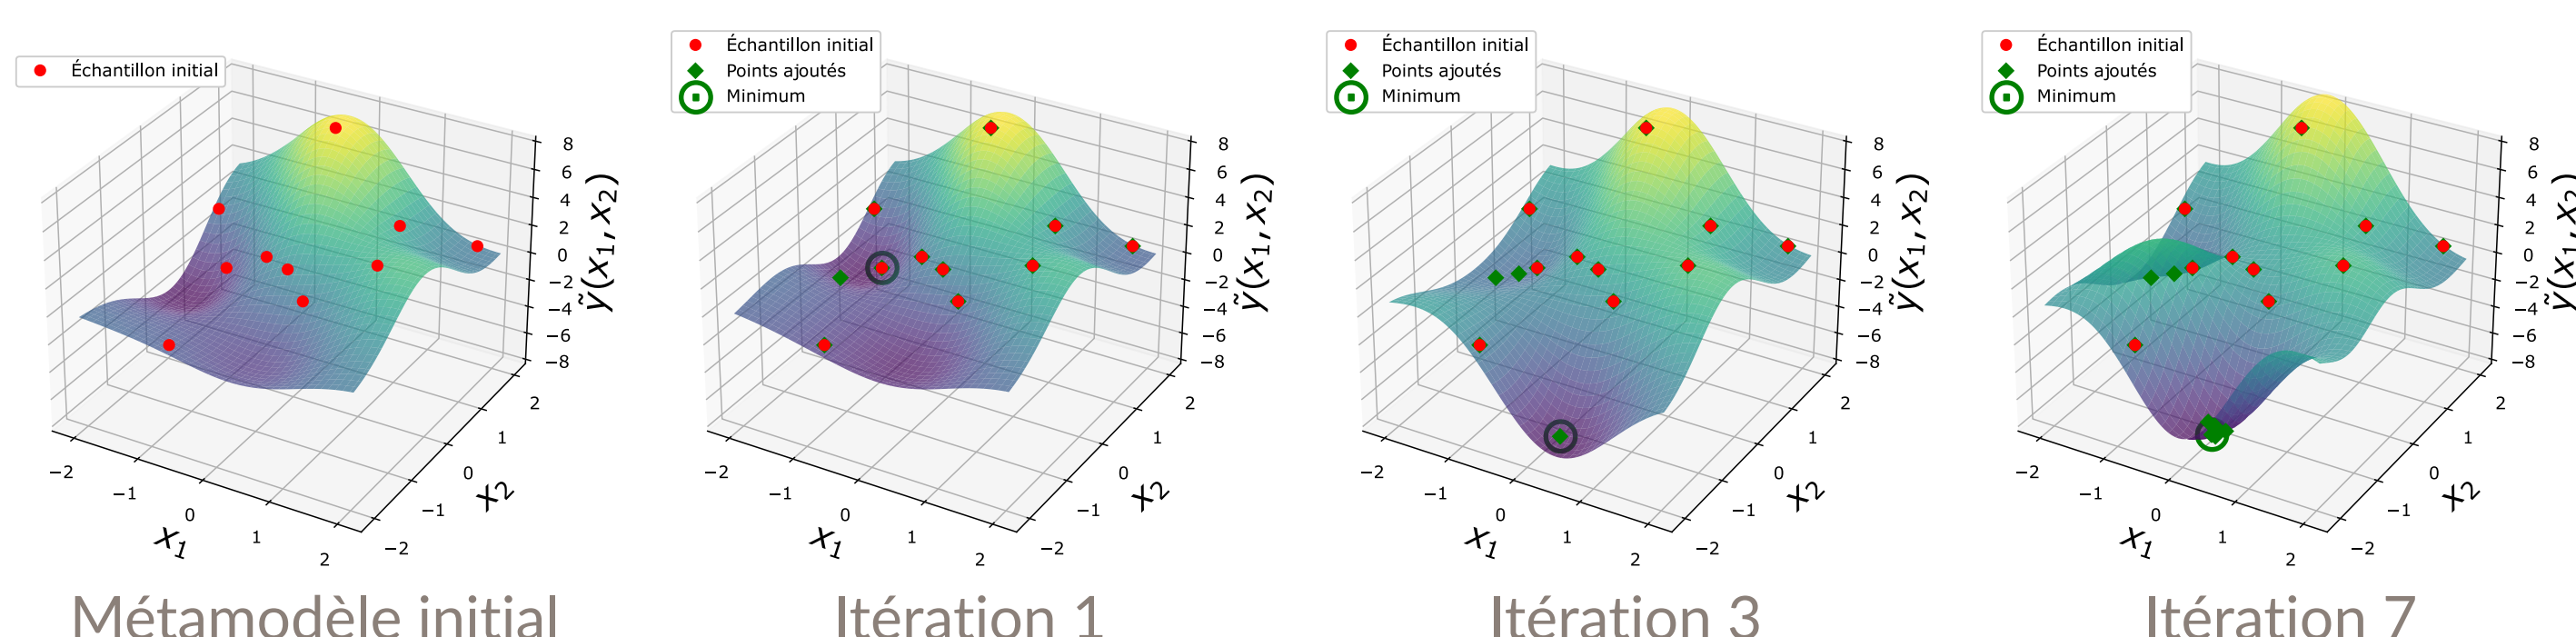 Échantillon initial
8
6
4
2
0
−2
−4
−6
−8
ỹ(x1, x2)
−2
−1
0
1
2
x1
−2
−1
0
1
2
x2
Métamodèle initial
Échantillon initial
Points ajoutés
Minimum
8
6
4
2
0
−2
−4
−6
−8
ỹ(x1, x2)
−2
−1
0
1
2
x1
−2
−1
0
1
2
x2
Itération 1
Échantillon initial
Points ajoutés
Minimum
8
6
4
2
0
−2
−4
−6
−8
ỹ(x1, x2)
−2
−1
0
1
2
x1
−2
−1
0
1
2
x2
Itération 3
Échantillon initial
Points ajoutés
Minimum
8
6
4
2
0
−2
−4
−6
−8
ỹ(x1, x2)
−2
−1
0
1
2
x1
−2
−1
0
1
2
x2
Itération 7